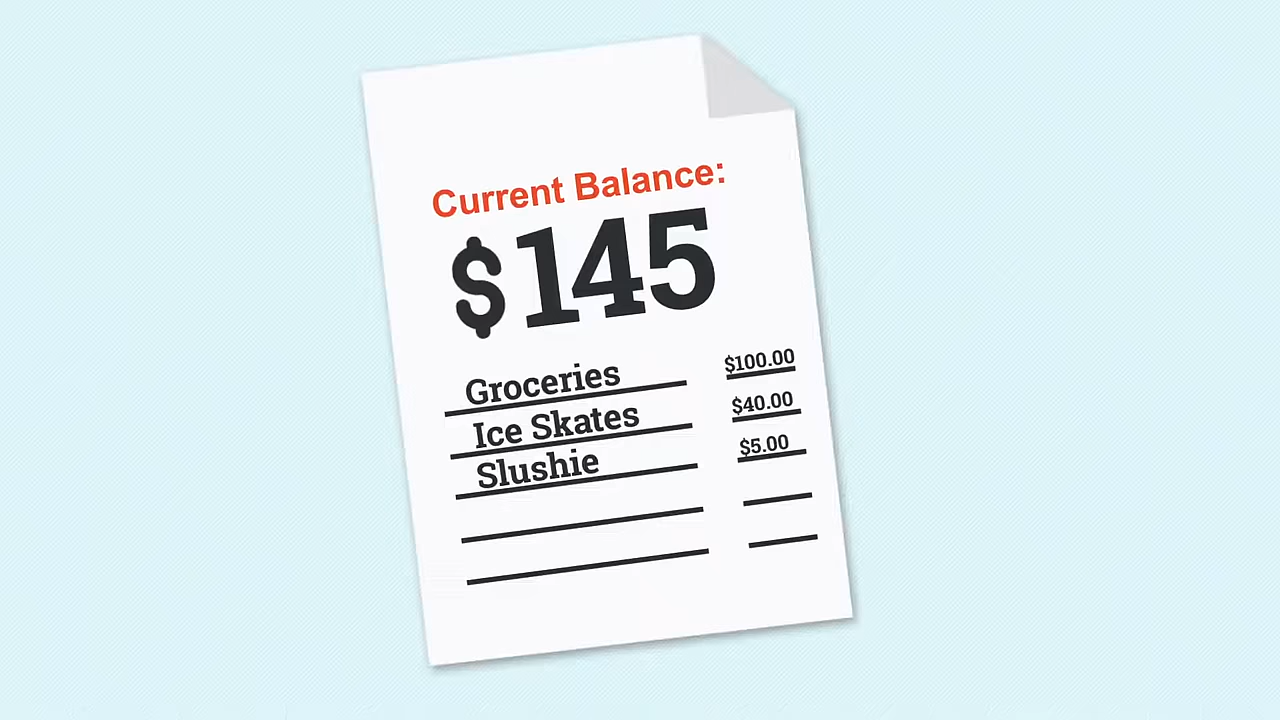 Current Balance:
$145
Groceries $100.00
Ice Skates $40.00
Slushie $5.00